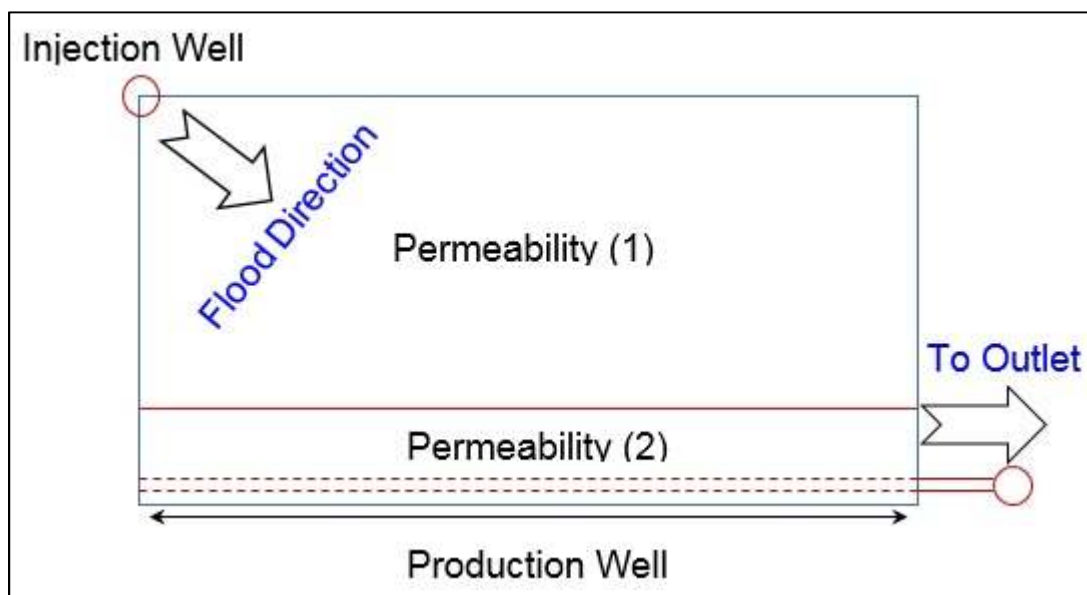 Injection Well
Flood Direction
Permeability (1)
To Outlet
Permeability (2)
Production Well